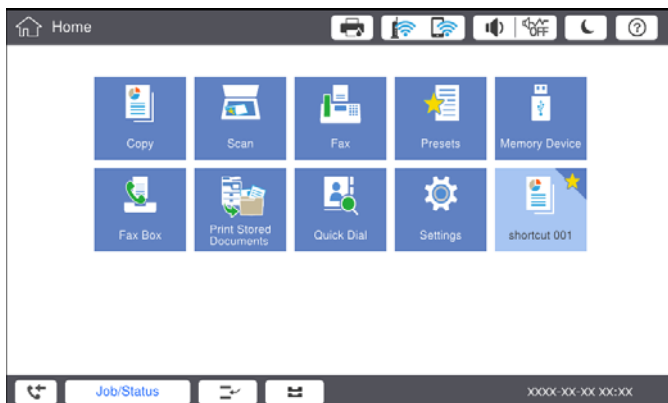 Home
OFF
?
Copy
Scan
Fax
Presets
Memory Device
Fax Box
Print Stored
Documents
Quick Dial
Settings
shortcut 001
Job/Status
XXXX-XX-XX XX:XX